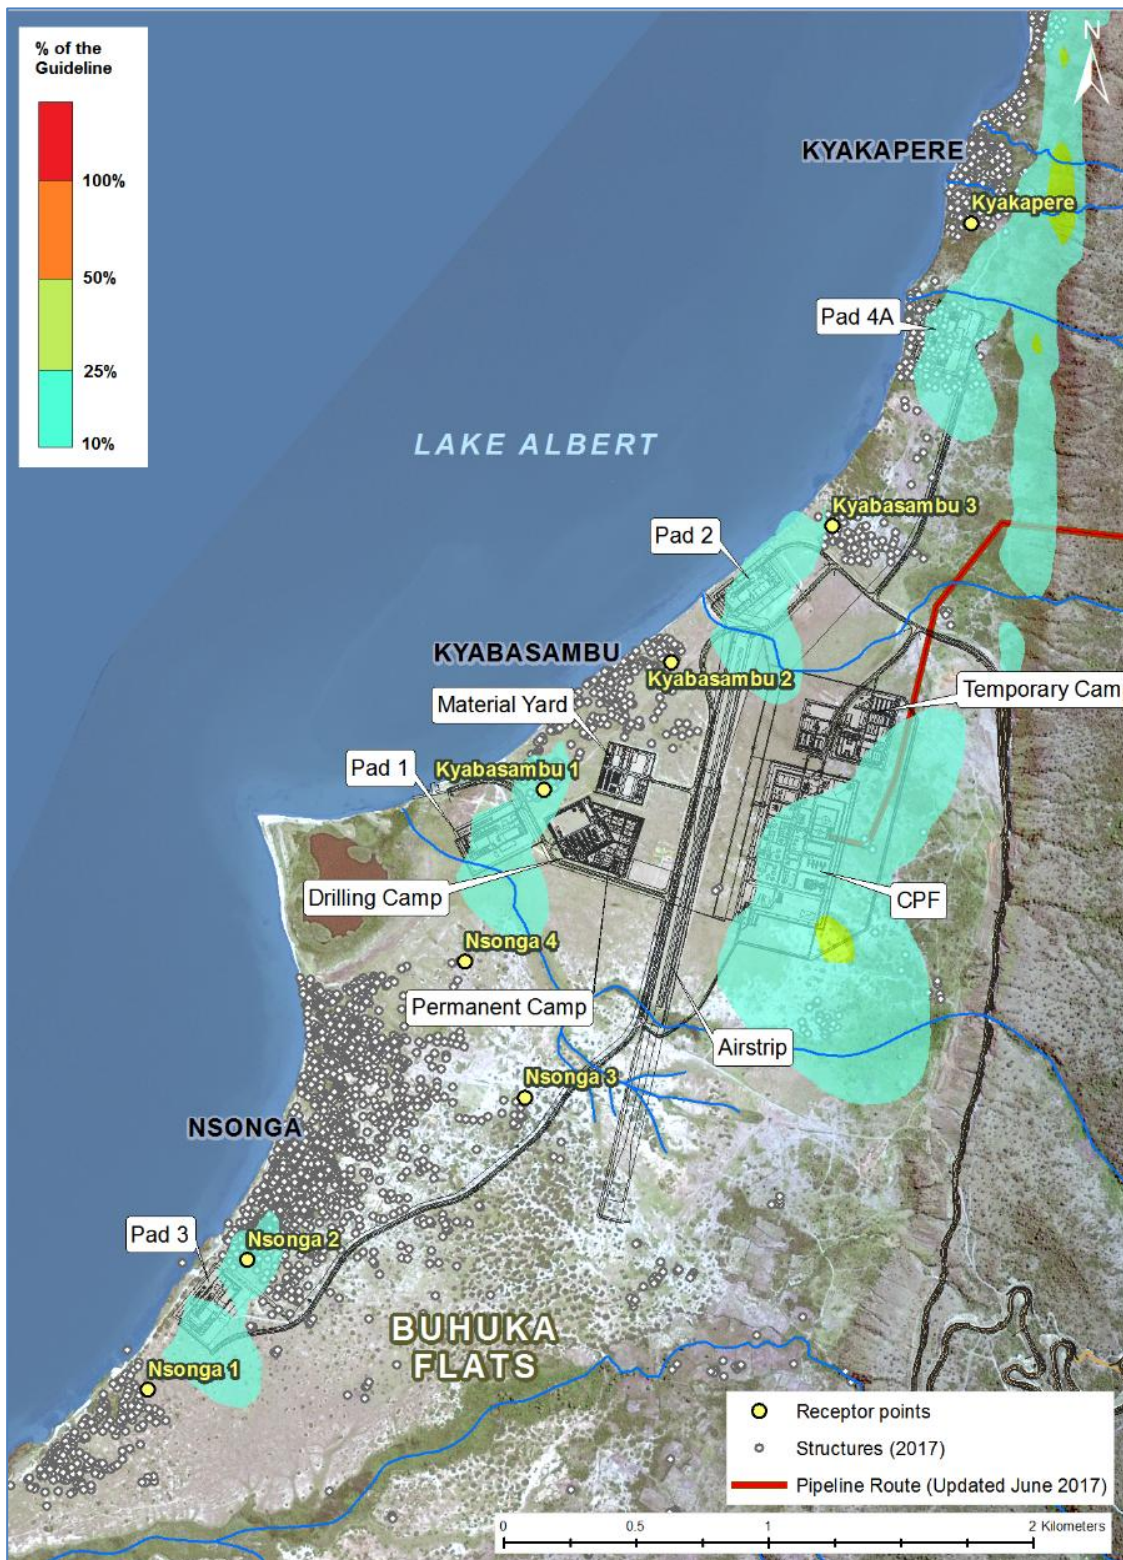 % of the
Guideline
100%
50%
25%
10%
N
KYAKAPERE
Kyakapere
Pad 4A
LAKE ALBERT
Kyabasambu 3
Pad 2
KYABASAMBU
Kyabasambu 2
Material Yard
Temporary Cam
Pad 1
Kyabasambu 1
Drilling Camp
CPF
Nsonga 4
Permanent Camp
Airstrip
Nsonga 3
NSONGA
Pad 3
Nsonga 2
BUHUKA
FLATS
Nsonga 1
Receptor points
Structures (2017)
Pipeline Route (Updated June 2017)
0 0.5 1 2 Kilometers